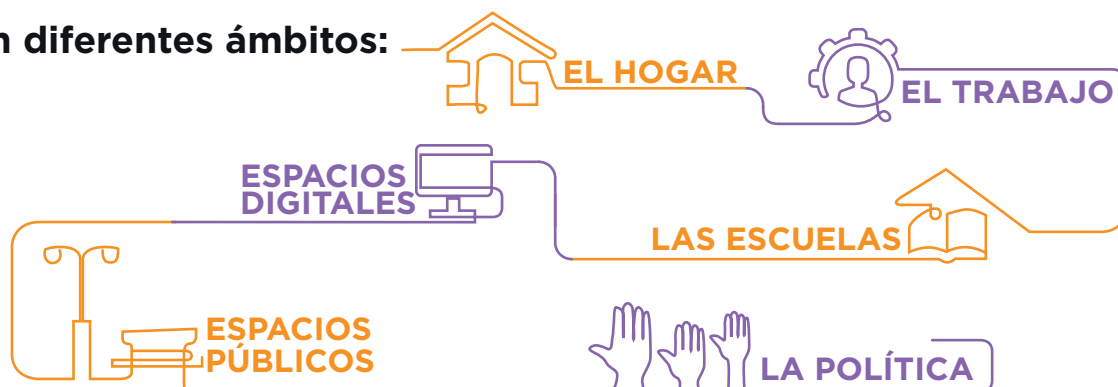 n diferentes ámbitos:
EL HOGAR
EL TRABAJO
ESPACIOS
DIGITALES
LAS ESCUELAS
ESPACIOS
PÚBLICOS
LA POLÍTICA